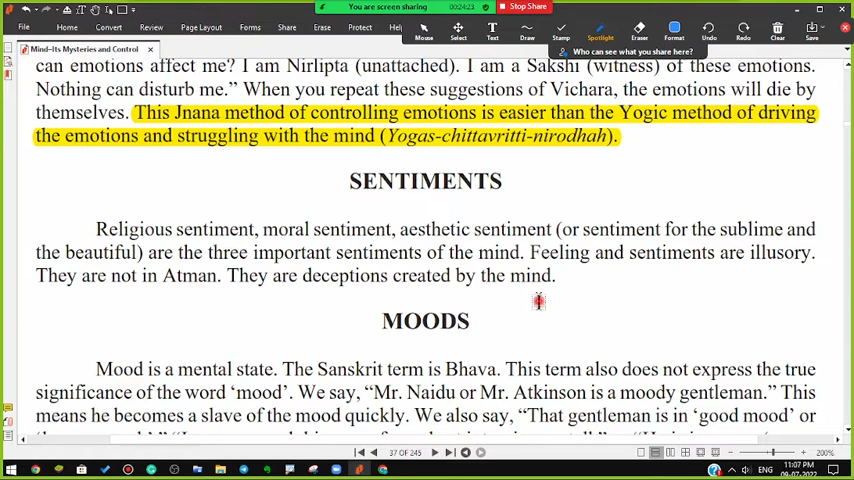 You are screen sharing
00:24:23
Stop Share
File
Home
Convert
Review
Page Layout
Forms
Share
Protect
Help
Mouse
Select
Text
Draw
Stamp
Spotlight
Eraser
Format
Undo
Redo
Clear
Save
Who can see what you share here?
Mind–Its Mysteries and Control
can emotions affect me? I am Nirlipta (unattached). I am a Sakshi (witness) of these emotions.
Nothing can disturb me.” When you repeat these suggestions of Vichara, the emotions will die by
themselves. This Jnana method of controlling emotions is easier than the Yogic method of driving
the emotions and struggling with the mind (Yogas-chittavritti-nirodhah).
SENTIMENTS
Religious sentiment, moral sentiment, aesthetic sentiment (or sentiment for the sublime and
the beautiful) are the three important sentiments of the mind. Feeling and sentiments are illusory.
They are not in Atman. They are deceptions created by the mind.
MOODS
Mood is a mental state. The Sanskrit term is Bhava. This term also does not express the true
significance of the word ‘mood’. We say, “Mr. Naidu or Mr. Atkinson is a moody gentleman.” This
means he becomes a slave of the mood quickly. We also say, “That gentleman is in ‘good mood’ or
37 OF 245
200%
ENG
11:07 PM
09-07-2022